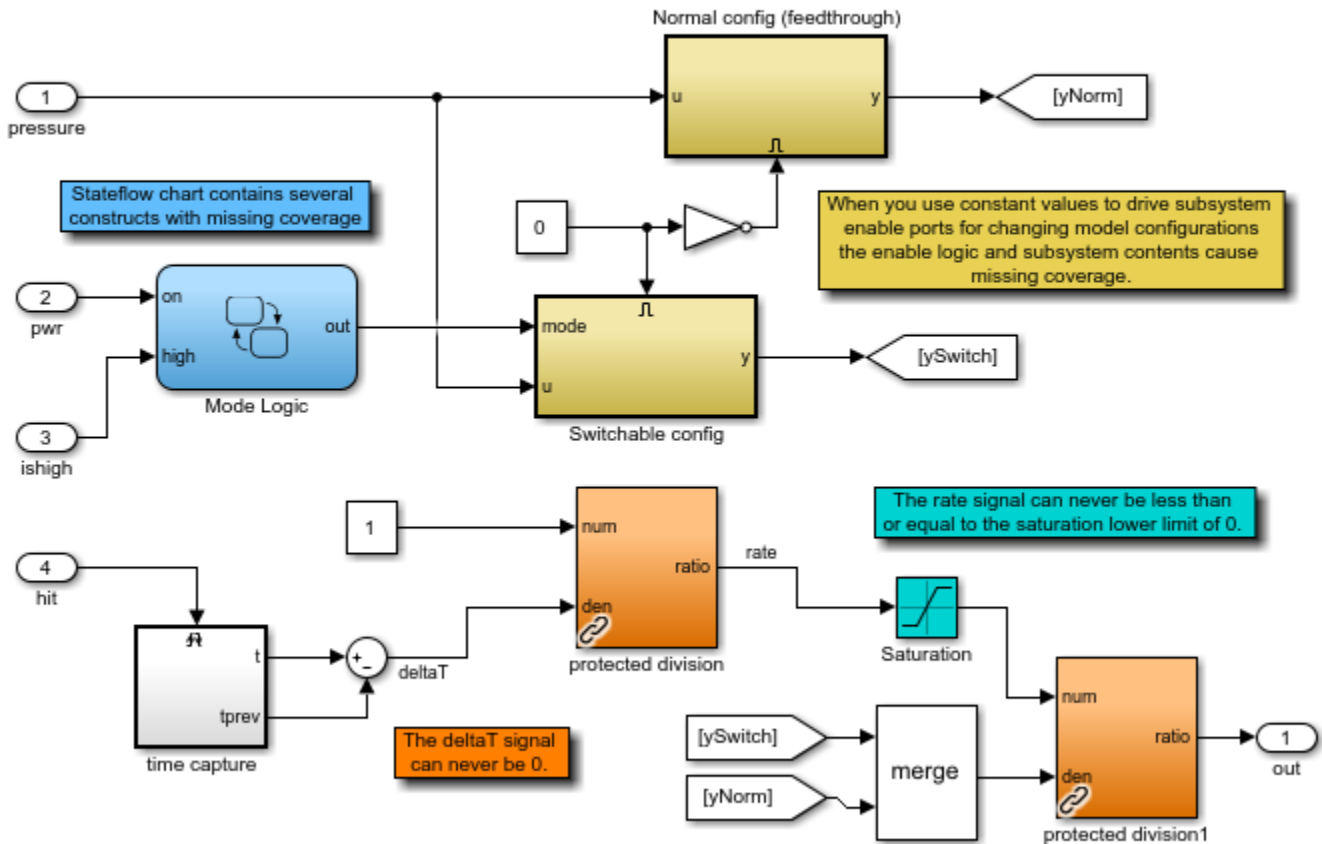 Normal config (feedthrough)
1
pressure
u
y
[yNorm]
Stateflow chart contains several
constructs with missing coverage
0
When you use constant values to drive subsystem
enable ports for changing model configurations
the enable logic and subsystem contents cause
missing coverage.
2
pwr
on
high
out
Mode Logic
mode
u
y
[ySwitch]
Switchable config
3
ishigh
1
num
den
ratio
rate
protected division
The rate signal can never be less than
or equal to the saturation lower limit of 0.
4
hit
t
tprev
time capture
+
-
deltaT
The deltaT signal
can never be 0.
Saturation
[ySwitch]
[yNorm]
merge
num
den
ratio
protected division1
1
out